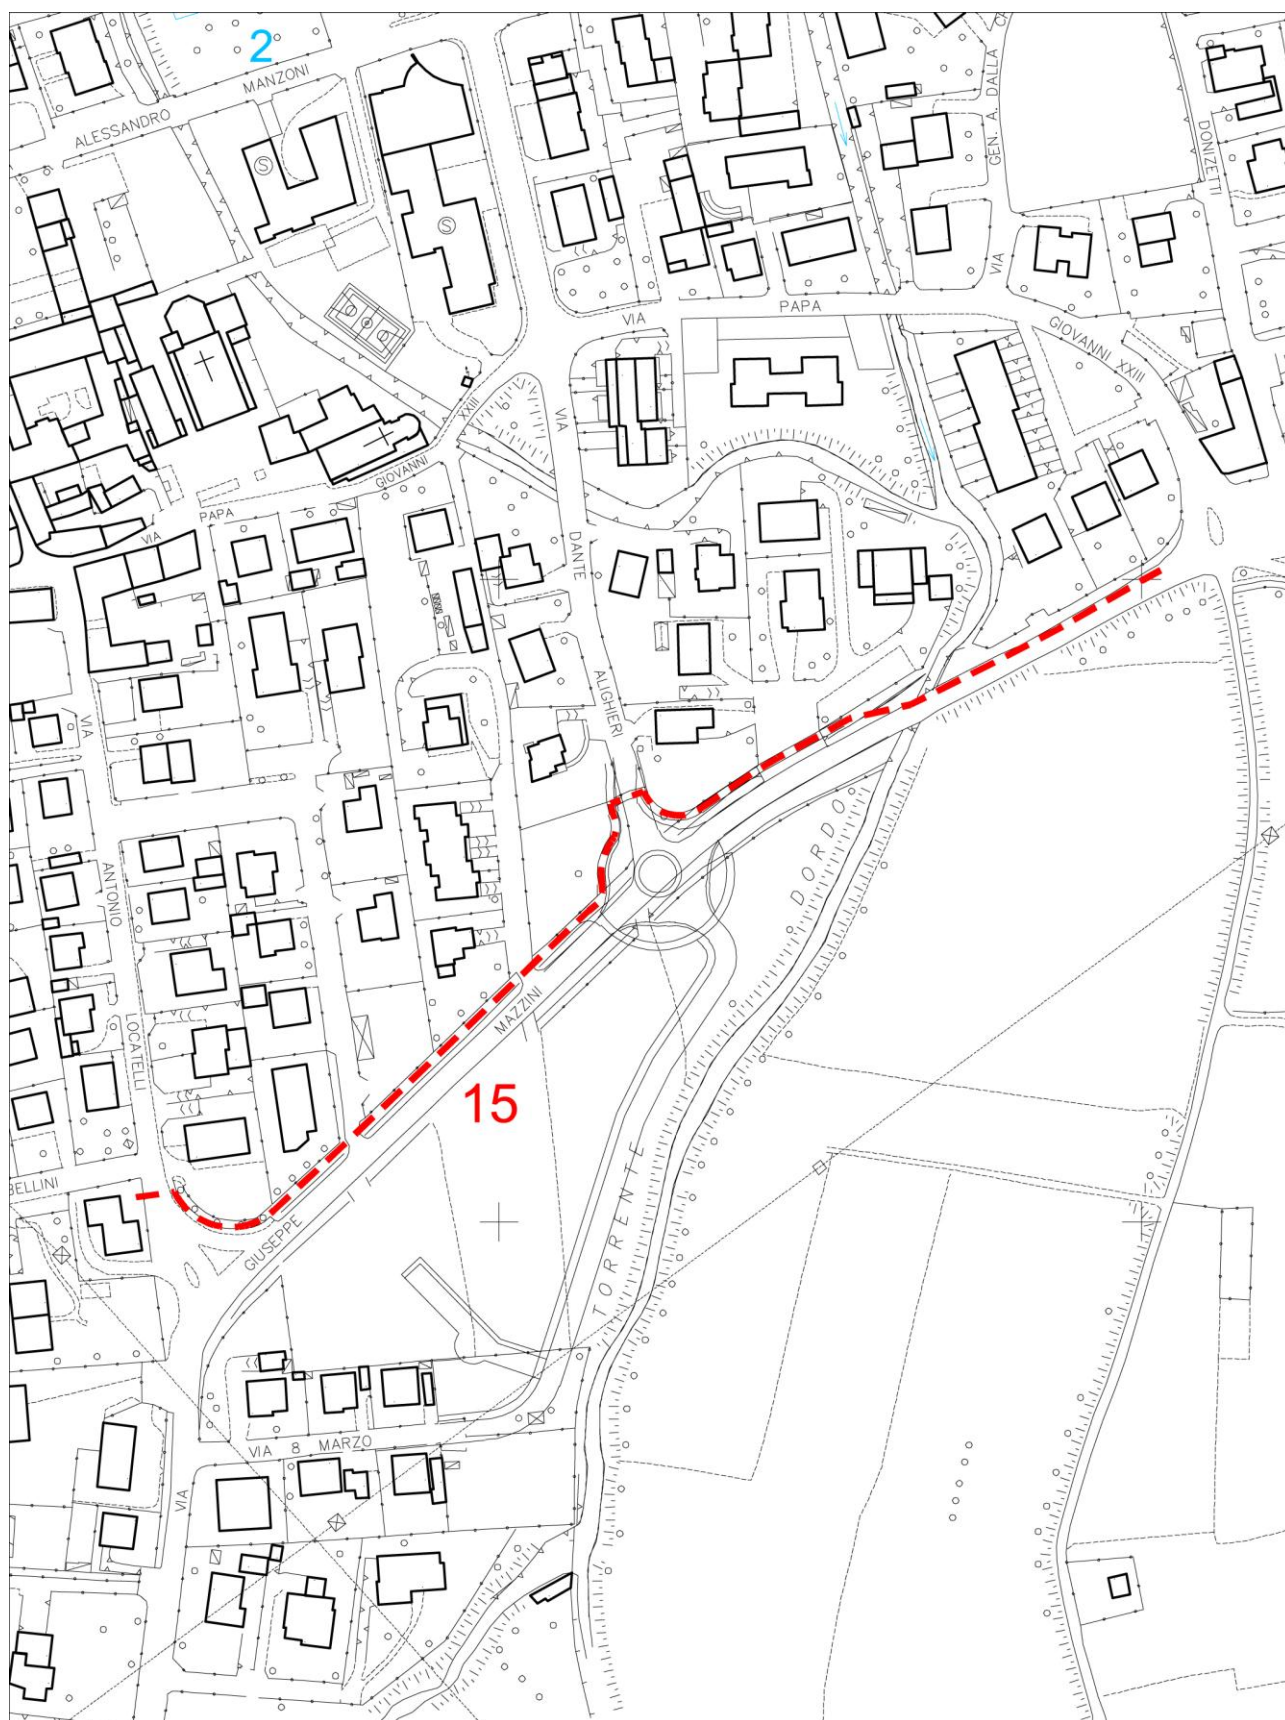 2
ALESSANDRO MANZONI
GEN. A. DALLA
VIA
DONIZETTI
S
S
VIA PAPA GIOVANNI XXIII
VIA DANTE ALIGHIERI
VIA PAPA GIOVANNI XXIII
VIA ANTONIO LOCATELLI
TORRENTE DORDO
15
BELLINI
VIA GIUSEPPE MAZZINI
VIA 8 MARZO